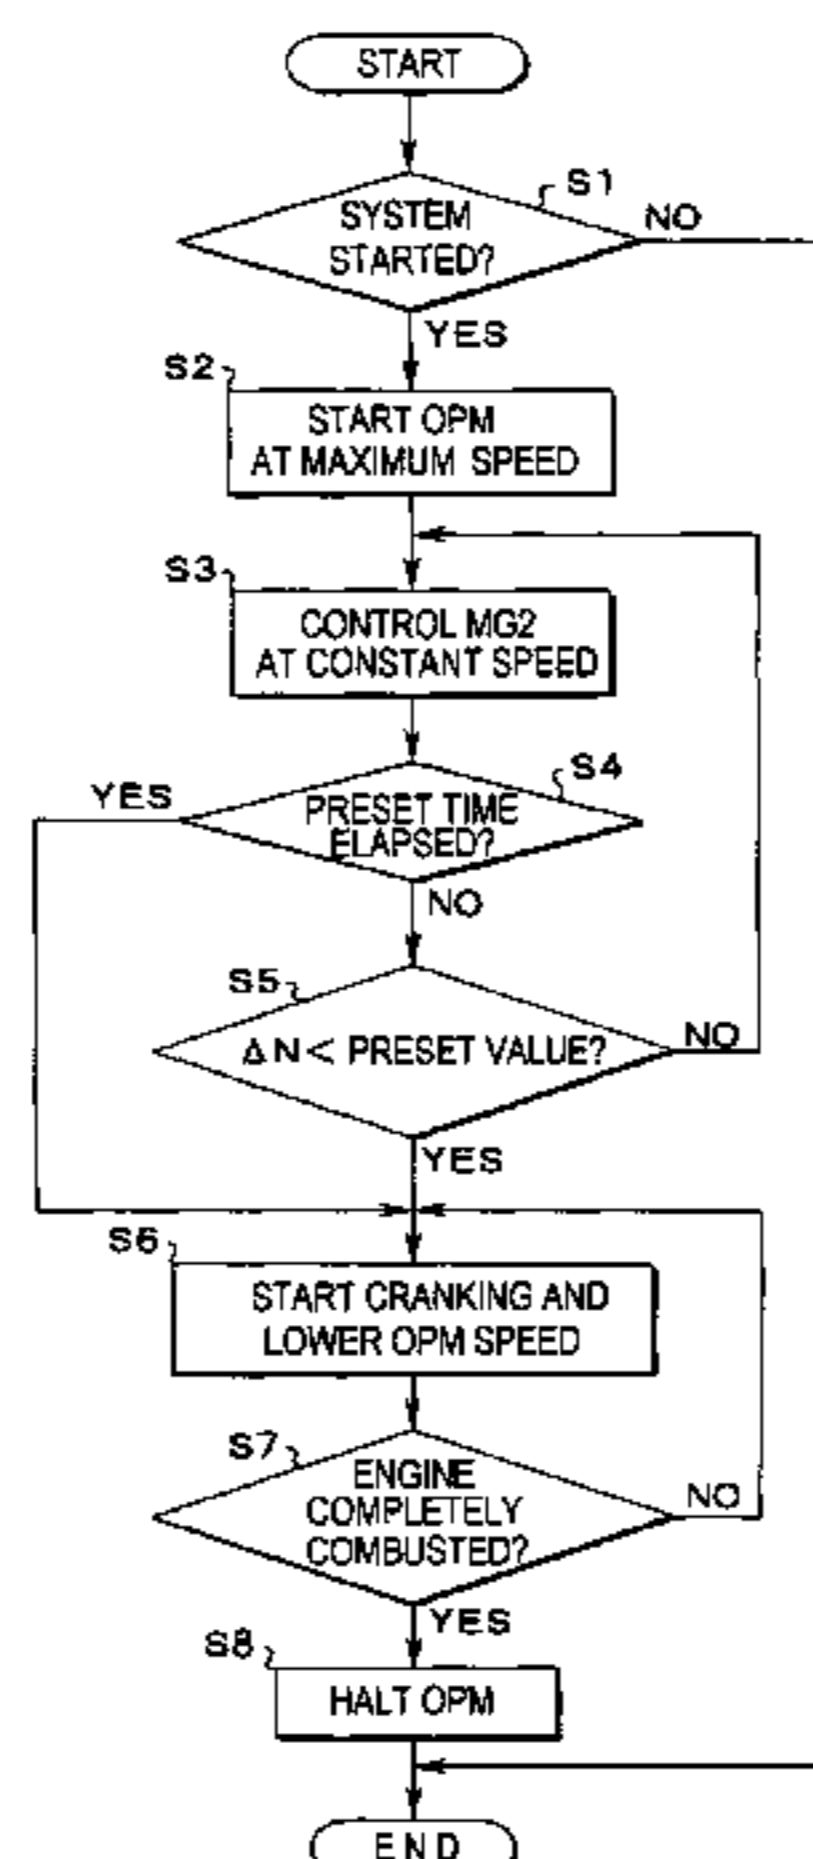 START
S1
SYSTEM
STARTED?
NO
YES
S2
START OPM
AT MAXIMUM SPEED
S3
CONTROL MG2
AT CONSTANT SPEED
S4
YES
PRESET TIME
ELAPSED?
NO
S5
ΔN< PRESET VALUE?
NO
YES
S6
START CRANKING AND
LOWER OPM SPEED
S7
ENGINE
COMPLETELY
COMBUSTED?
NO
YES
S8
HALT OPM
END